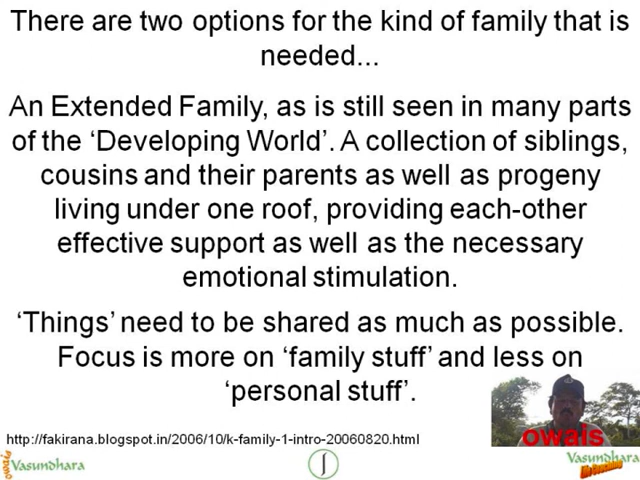 There are two options for the kind of family that is
needed...
An Extended Family, as is still seen in many parts
of the ‘Developing World’. A collection of siblings,
cousins and their parents as well as progeny
living under one roof, providing each-other
effective support as well as the necessary
emotional stimulation.
‘Things’ need to be shared as much as possible.
Focus is more on ‘family stuff’ and less on
‘personal stuff’.
owais
http://fakirana.blogspot.in/2006/10/k-family-1-intro-20060820.html
owais
Vasundhara
Vasundhara
Life Coaching